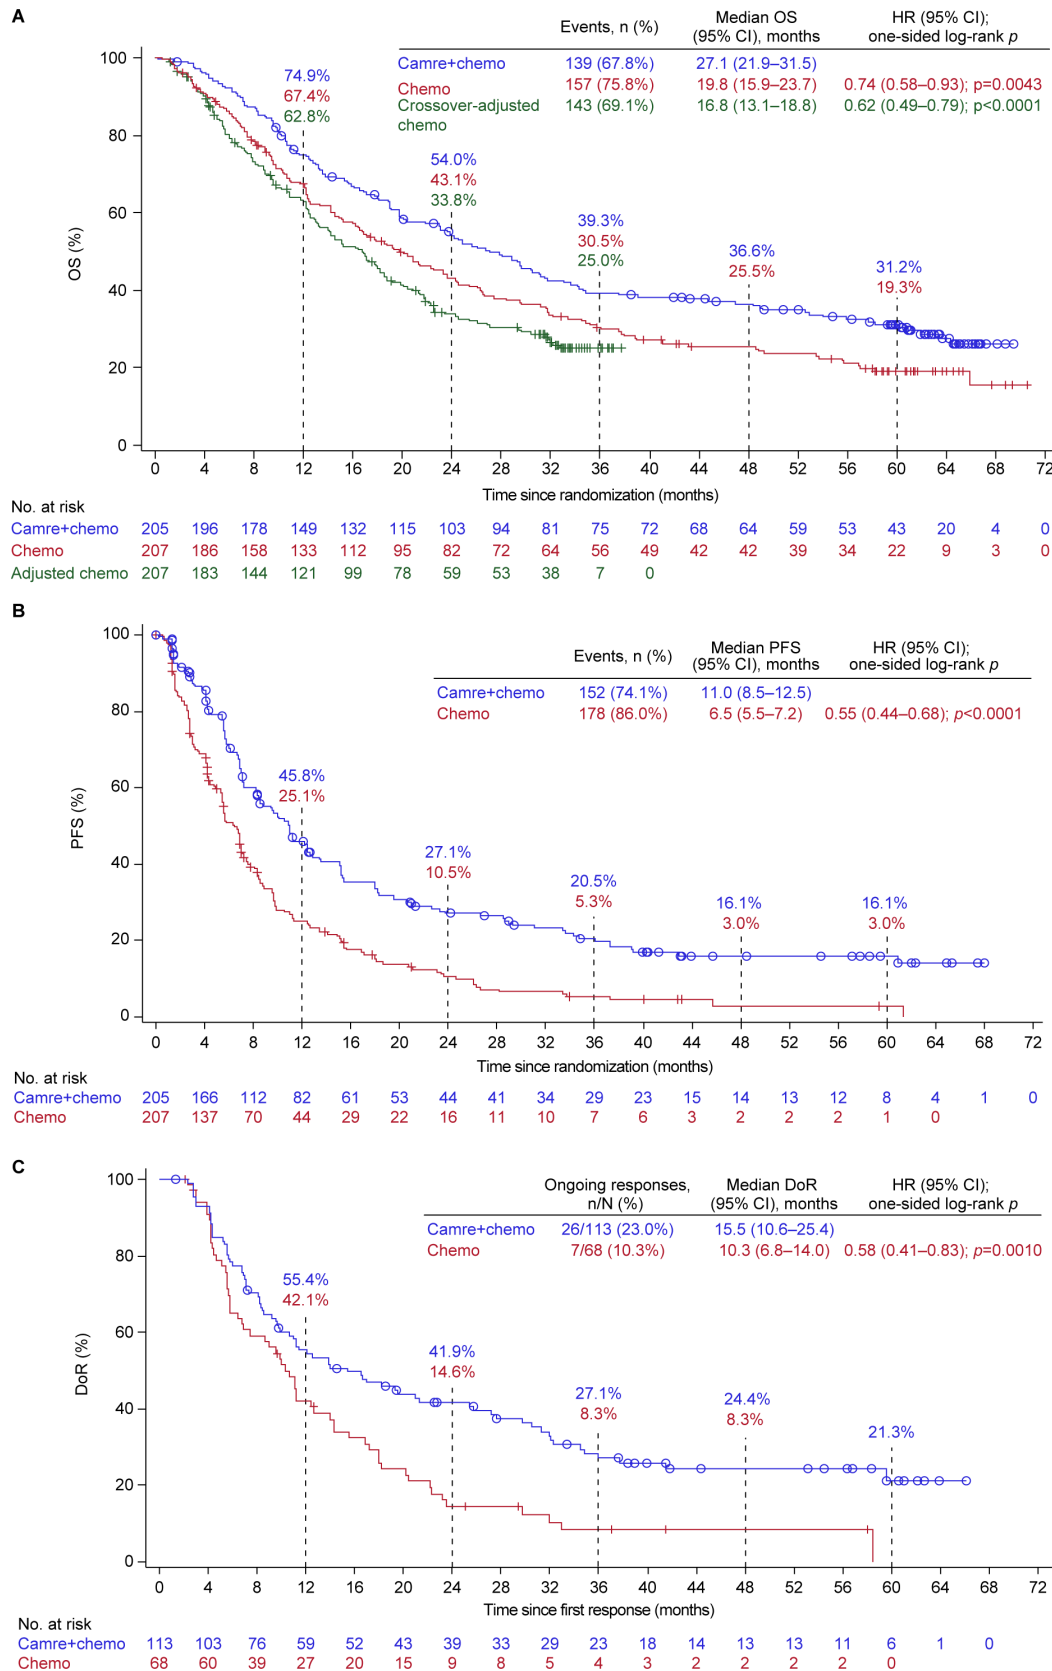 A
Events, n (%)
Median OS
(95% CI), months
HR (95% CI);
one-sided log-rank p
Camre+chemo 139 (67.8%) 27.1 (21.9–31.5)
Chemo 157 (75.8%) 19.8 (15.9–23.7) 0.74 (0.58–0.93); p=0.0043
Crossover-adjusted 143 (69.1%) 16.8 (13.1–18.8) 0.62 (0.49–0.79); p<0.0001
chemo
100
80
60
40
20
0
OS (%)
74.9%
67.4%
62.8%
54.0%
43.1%
33.8%
39.3%
30.5%
25.0%
36.6%
25.5%
31.2%
19.3%
0 4 8 12 16 20 24 28 32 36 40 44 48 52 56 60 64 68 72
Time since randomization (months)
No. at risk
Camre+chemo 205 196 178 149 132 115 103 94 81 75 72 68 64 59 53 43 20 4 0
Chemo 207 186 158 133 112 95 82 72 64 56 49 42 42 39 34 22 9 3 0
Adjusted chemo 207 183 144 121 99 78 59 53 38 7 0
B
Events, n (%)
Median PFS
(95% CI), months
HR (95% CI);
one-sided log-rank p
Camre+chemo 152 (74.1%) 11.0 (8.5–12.5)
Chemo 178 (86.0%) 6.5 (5.5–7.2) 0.55 (0.44–0.68); p<0.0001
100
80
60
40
20
0
PFS (%)
45.8%
25.1%
27.1%
10.5%
20.5%
5.3%
16.1%
3.0%
16.1%
3.0%
0 4 8 12 16 20 24 28 32 36 40 44 48 52 56 60 64 68 72
Time since randomization (months)
No. at risk
Camre+chemo 205 166 112 82 61 53 44 41 34 29 23 15 14 13 12 8 4 1 0
Chemo 207 137 70 44 29 22 16 11 10 7 6 3 2 2 2 1 0
C
Ongoing responses,
n/N (%)
Median DoR
(95% CI), months
HR (95% CI);
one-sided log-rank p
Camre+chemo 26/113 (23.0%) 15.5 (10.6–25.4)
Chemo 7/68 (10.3%) 10.3 (6.8–14.0) 0.58 (0.41–0.83); p=0.0010
100
80
60
40
20
0
DoR (%)
55.4%
42.1%
41.9%
14.6%
27.1%
8.3%
24.4%
8.3%
21.3%
0 4 8 12 16 20 24 28 32 36 40 44 48 52 56 60 64 68 72
Time since first response (months)
No. at risk
Camre+chemo 113 103 76 59 52 43 39 33 29 23 18 14 13 13 11 6 1 0
Chemo 68 60 39 27 20 15 9 8 5 4 3 2 2 2 2 0